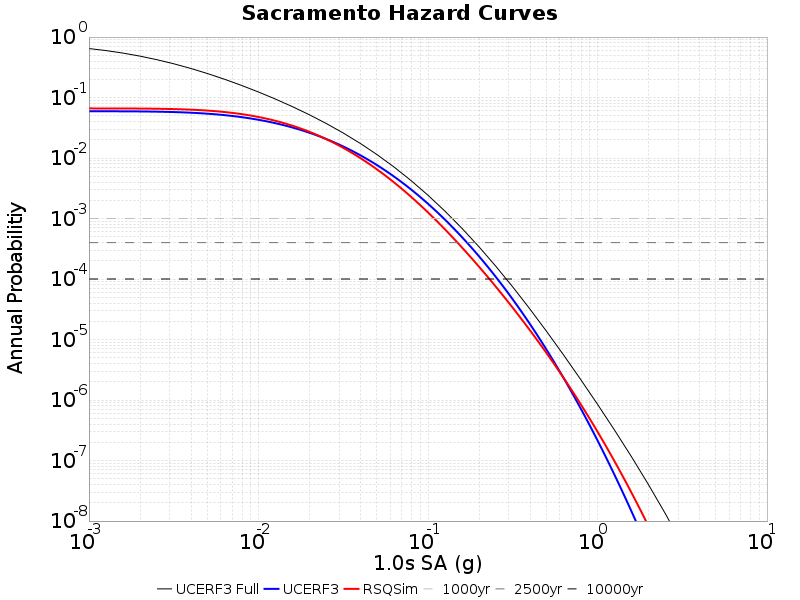 Sacramento Hazard Curves
10^0
10^-1
10^-2
10^-3
10^-4
10^-5
10^-6
10^-7
10^-8
Annual Probabilitiy
10^-3 10^-2 10^-1 10^0 10^1
1.0s SA (g)
UCERF3 Full UCERF3 RSQSim 1000yr 2500yr 10000yr